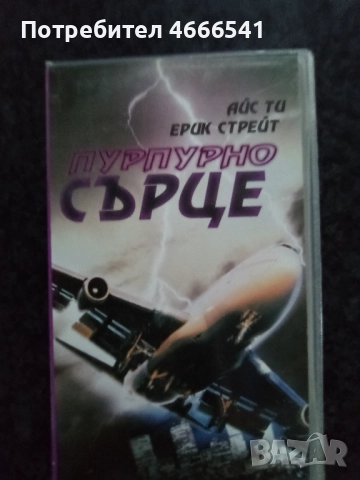 Потребител 4666541
АЙС ТИ
ЕРИК СТРЕЙТ
ПУРПУРНО
СЪРЦЕ
BAZAR